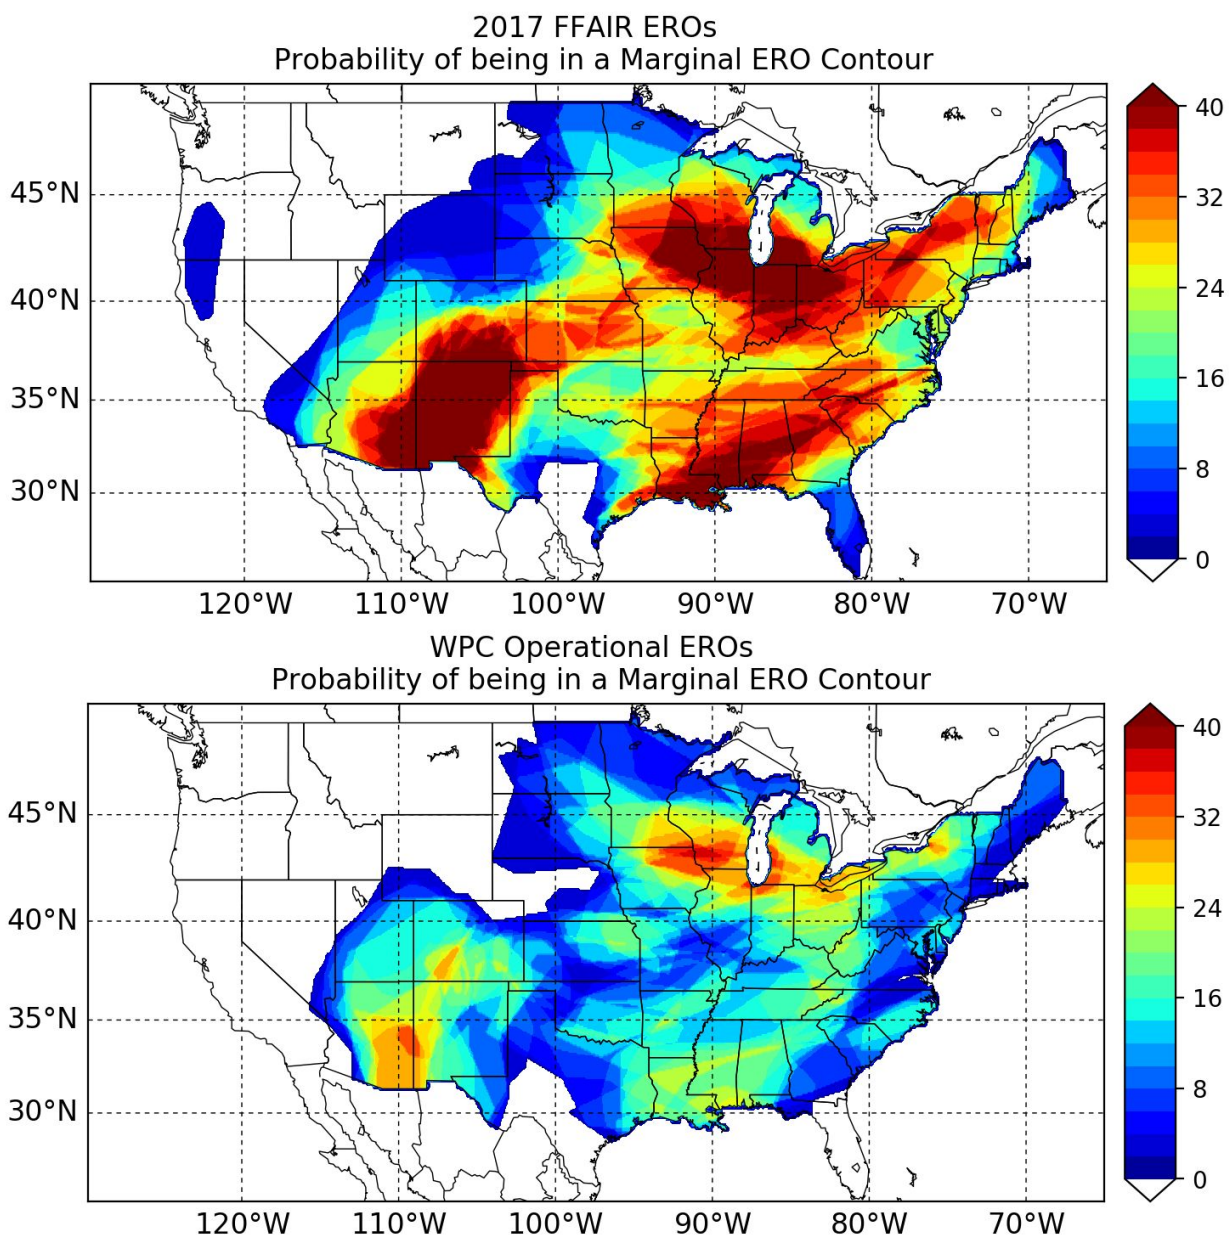 2017 FFAIR EROs
Probability of being in a Marginal ERO Contour
45°N
40°N
35°N
30°N
120°W 110°W 100°W 90°W 80°W 70°W
40
32
24
16
8
0
WPC Operational EROs
Probability of being in a Marginal ERO Contour
45°N
40°N
35°N
30°N
120°W 110°W 100°W 90°W 80°W 70°W
40
32
24
16
8
0